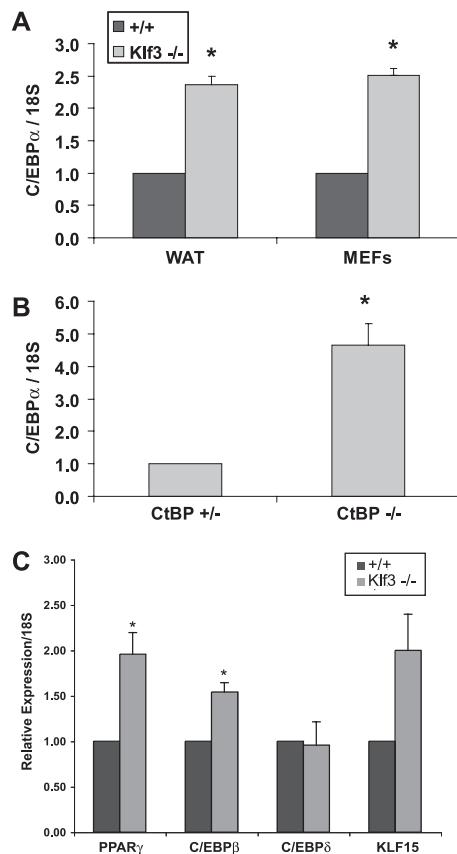 A
+/+
Klf3 -/-
C/EBPα / 18S
3.0
2.5
2.0
1.5
1.0
0.5
0.0
*
*
WAT
MEFs
B
C/EBPα / 18S
6.0
5.0
4.0
3.0
2.0
1.0
0.0
*
CtBP +/-
CtBP -/-
C
+/+
Klf3 -/-
Relative Expression/18S
3.00
2.50
2.00
1.50
1.00
0.50
0.00
*
*
PPARγ
C/EBPβ
C/EBPδ
KLF15